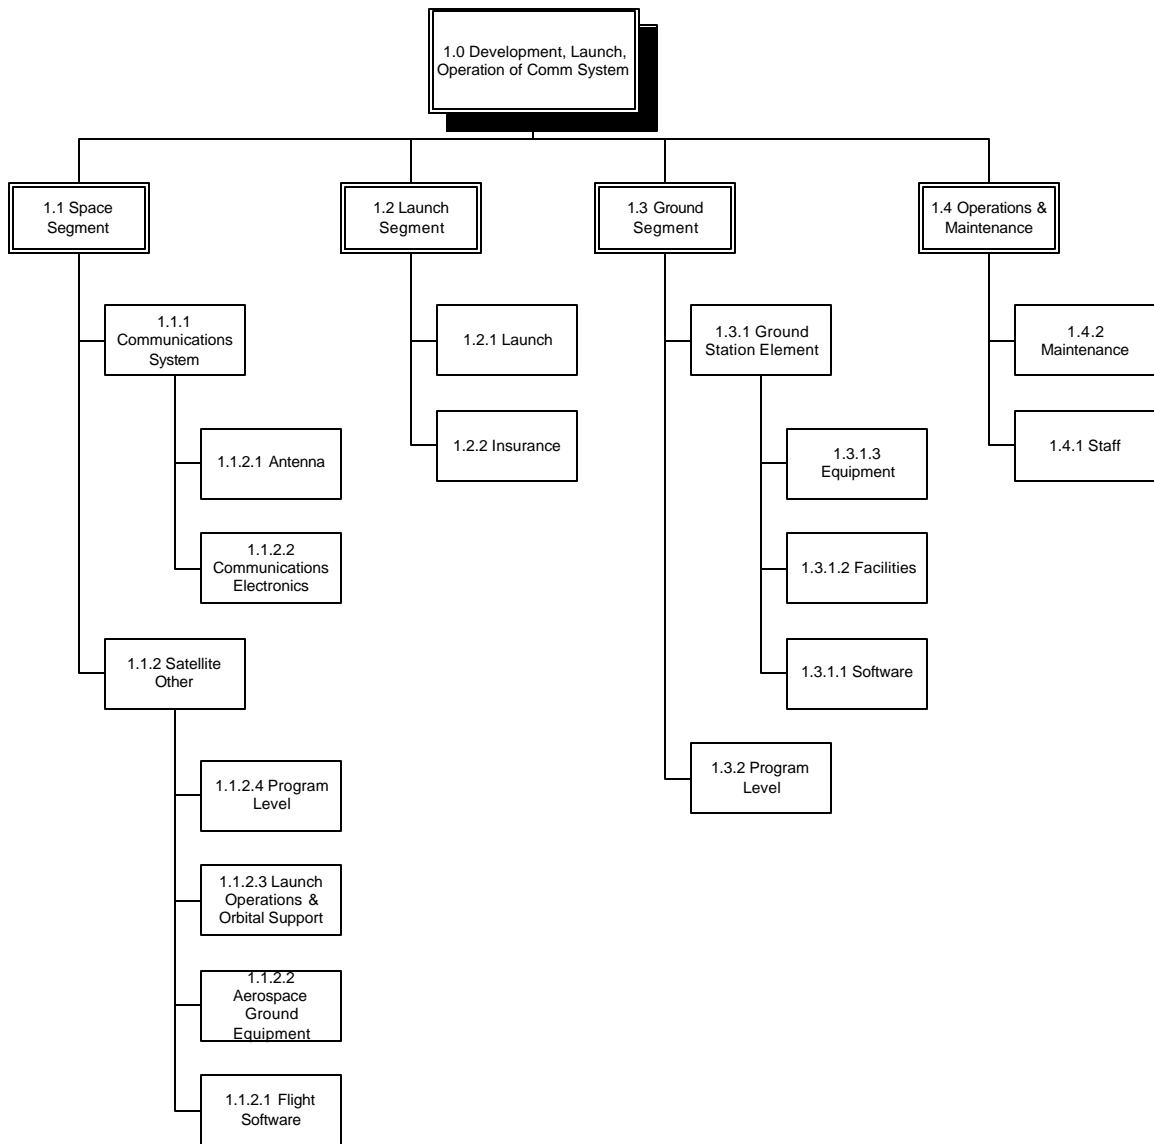 1.0 Development, Launch,
Operation of Comm System
1.1 Space
Segment
1.2 Launch
Segment
1.3 Ground
Segment
1.4 Operations &
Maintenance
1.1.1
Communications
System
1.1.2.1 Antenna
1.1.2.2
Communications
Electronics
1.1.2 Satellite
Other
1.1.2.4 Program
Level
1.1.2.3 Launch
Operations &
Orbital Support
1.1.2.2
Aerospace
Ground
Equipment
1.1.2.1 Flight
Software
1.2.1 Launch
1.2.2 Insurance
1.3.1 Ground
Station Element
1.3.1.3
Equipment
1.3.1.2 Facilities
1.3.1.1 Software
1.3.2 Program
Level
1.4.2
Maintenance
1.4.1 Staff